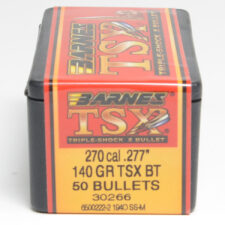 BARNES
TSX
TRIPLE-SHOCK X BULLET
BARNES
TSX
TRIPLE-SHOCK X BULLET
270 cal .277"
140 GR TSX BT
50 BULLETS
30266